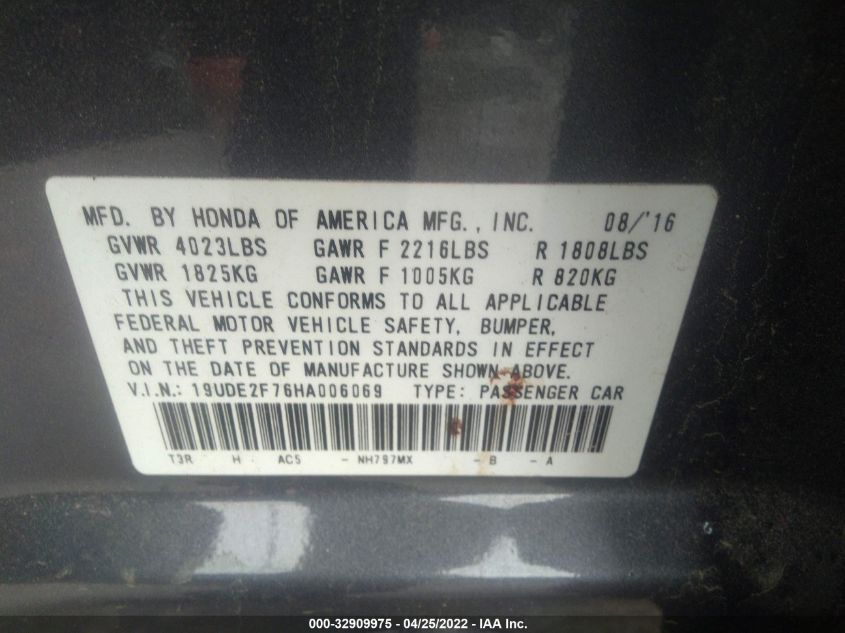 MFD. BY HONDA OF AMERICA MFG., INC. 08/'16
GVWR 4023LBS GAWR F 2216LBS R 1808LBS
GVWR 1825KG GAWR F 1005KG R 820KG
THIS VEHICLE CONFORMS TO ALL APPLICABLE
FEDERAL MOTOR VEHICLE SAFETY, BUMPER,
AND THEFT PREVENTION STANDARDS IN EFFECT
ON THE DATE OF MANUFACTURE SHOWN ABOVE.
V.I.N.: 19UDE2F76HA006069 TYPE: PASSENGER CAR
T3R H AC5 - NH797MX - B - A
000-32909975 - 04/25/2022 - IAA Inc.